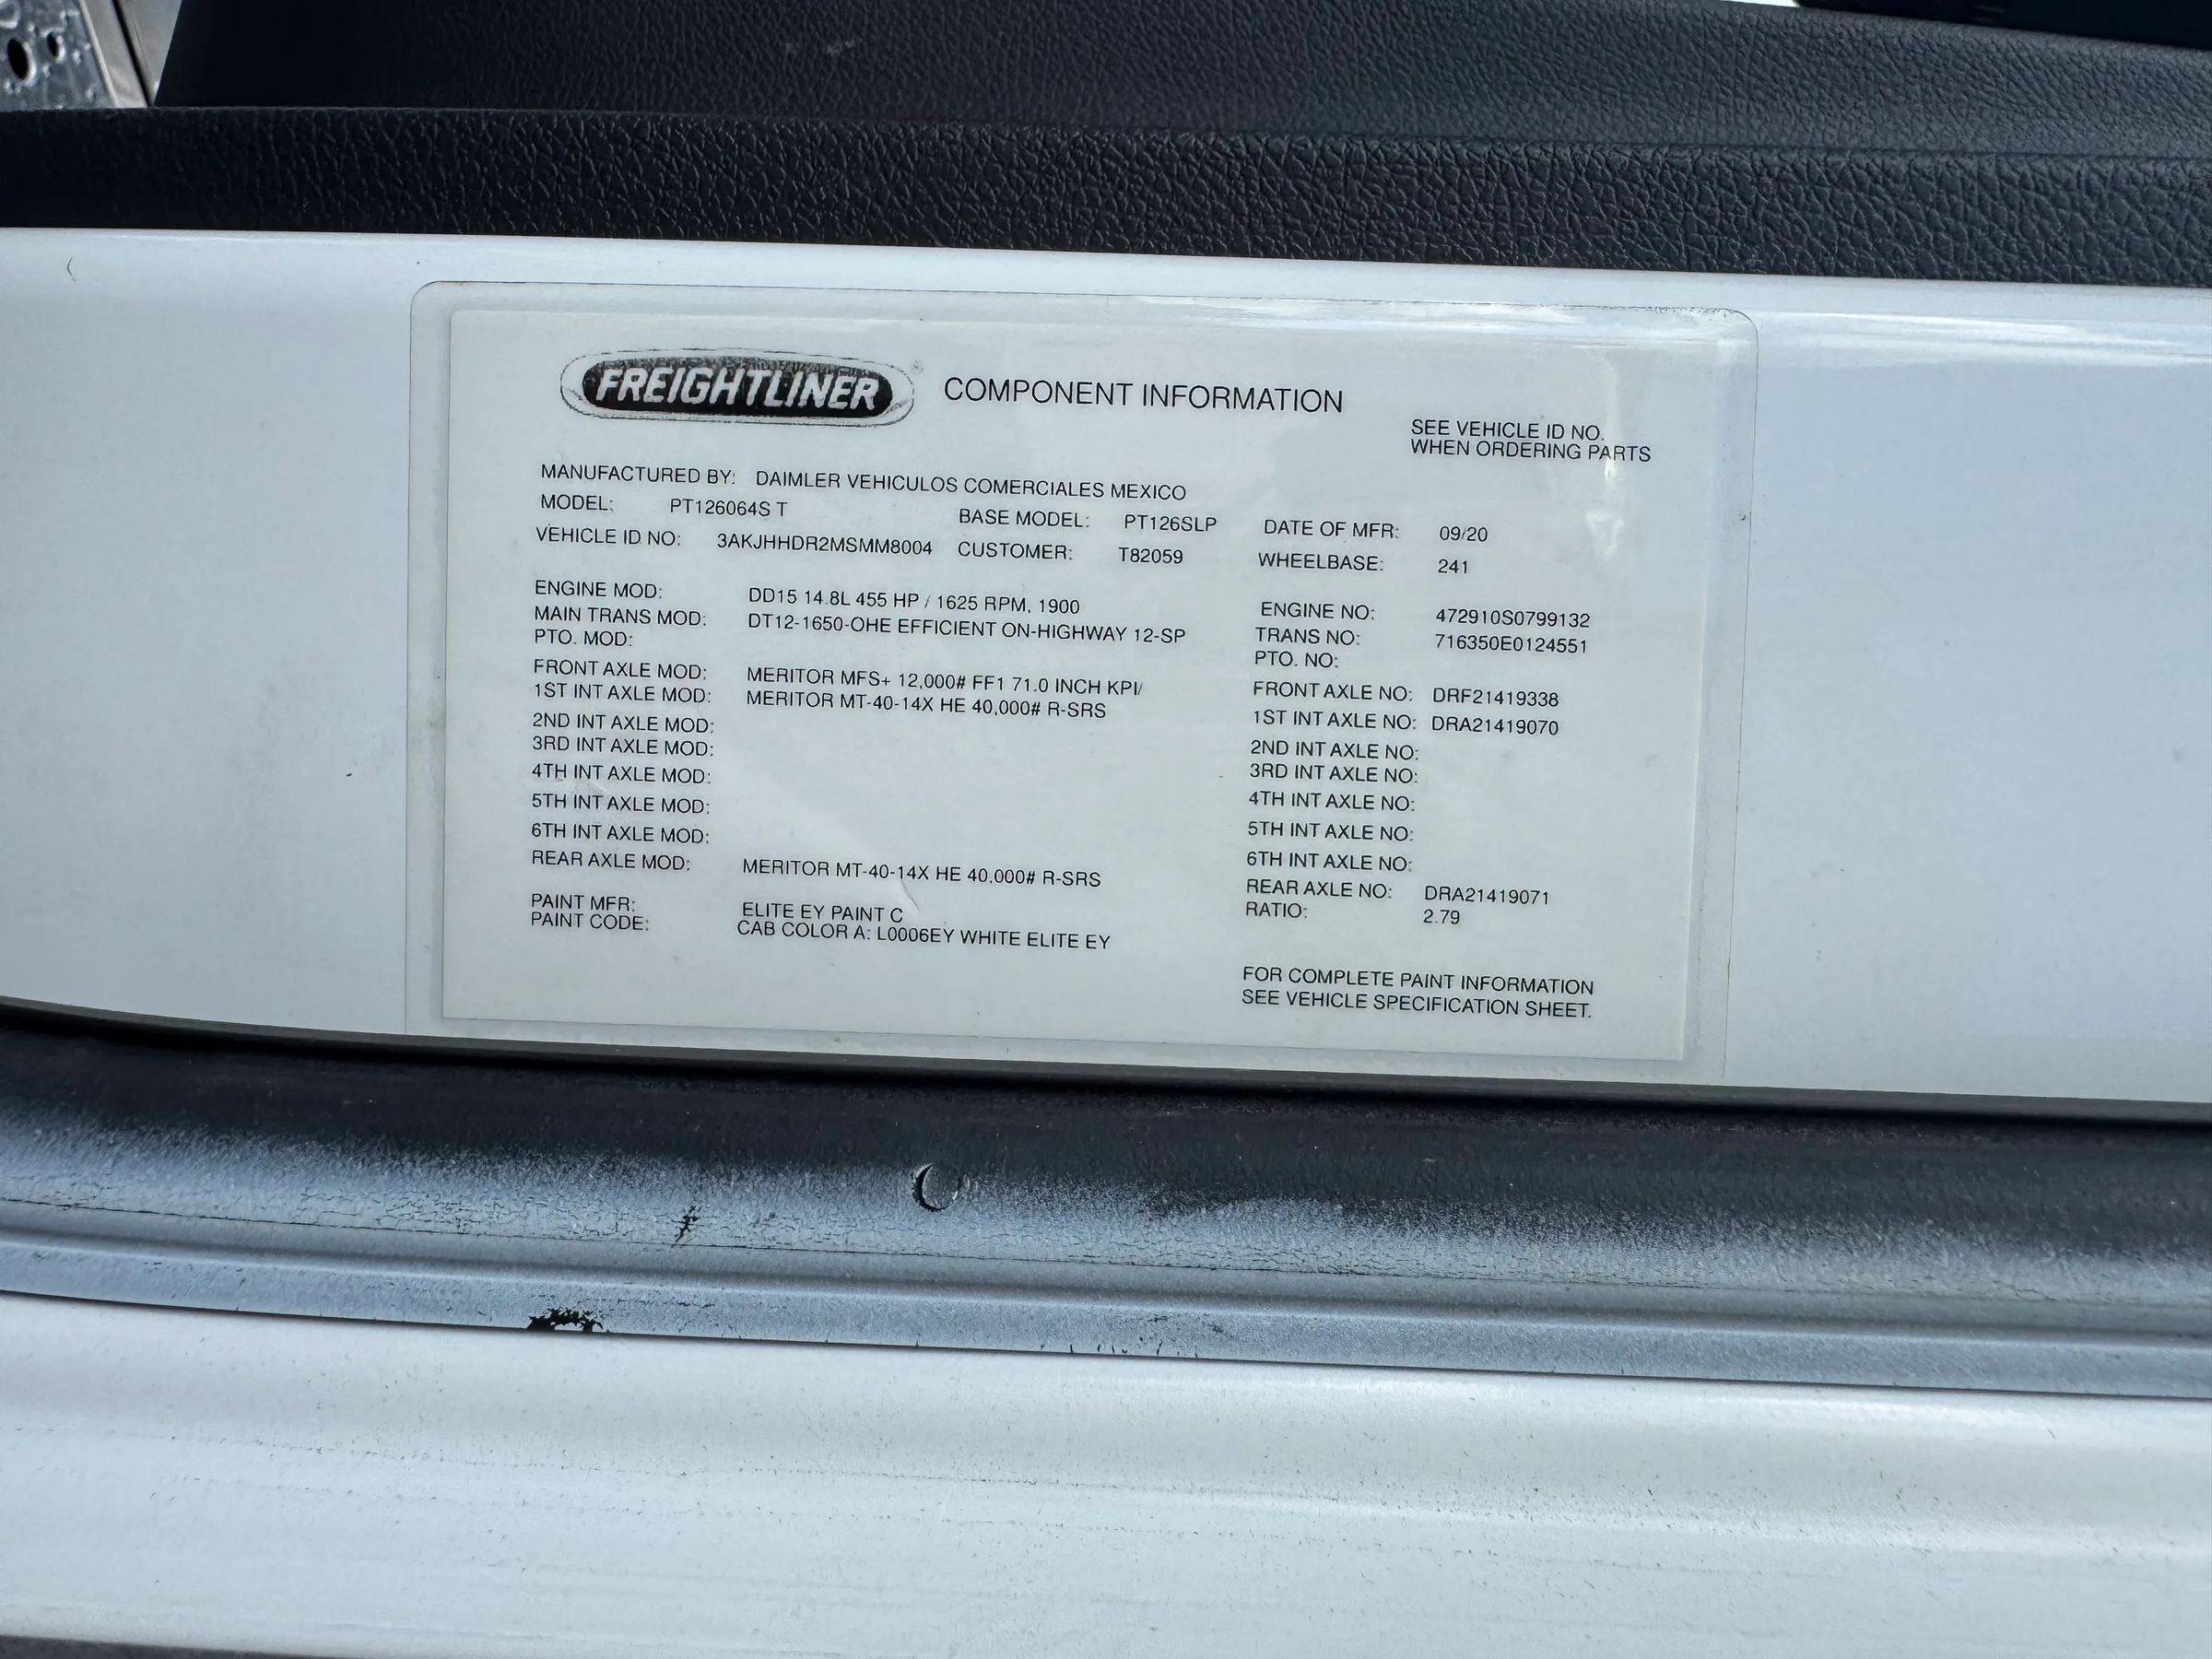 FREIGHTLINER COMPONENT INFORMATION
SEE VEHICLE ID NO.
WHEN ORDERING PARTS
MANUFACTURED BY: DAIMLER VEHICULOS COMERCIALES MEXICO
MODEL: PT126064S T BASE MODEL: PT126SLP DATE OF MFR: 09/20
VEHICLE ID NO: 3AKJHHDR2MSMM8004 CUSTOMER: T82059 WHEELBASE: 241
ENGINE MOD: DD15 14.8L 455 HP / 1625 RPM, 1900 ENGINE NO: 472910S0799132
MAIN TRANS MOD: DT12-1650-OHE EFFICIENT ON-HIGHWAY 12-SP TRANS NO: 716350E0124551
PTO. MOD: PTO. NO:
FRONT AXLE MOD: MERITOR MFS+ 12,000# FF1 71.0 INCH KPI/ FRONT AXLE NO: DRF21419338
1ST INT AXLE MOD: MERITOR MT-40-14X HE 40,000# R-SRS 1ST INT AXLE NO: DRA21419070
2ND INT AXLE MOD: 2ND INT AXLE NO:
3RD INT AXLE MOD: 3RD INT AXLE NO:
4TH INT AXLE MOD: 4TH INT AXLE NO:
5TH INT AXLE MOD: 5TH INT AXLE NO:
6TH INT AXLE MOD: 6TH INT AXLE NO:
REAR AXLE MOD: MERITOR MT-40-14X HE 40,000# R-SRS REAR AXLE NO: DRA21419071
PAINT MFR: ELITE EY PAINT C RATIO: 2.79
PAINT CODE: CAB COLOR A: L0006EY WHITE ELITE EY
FOR COMPLETE PAINT INFORMATION
SEE VEHICLE SPECIFICATION SHEET.